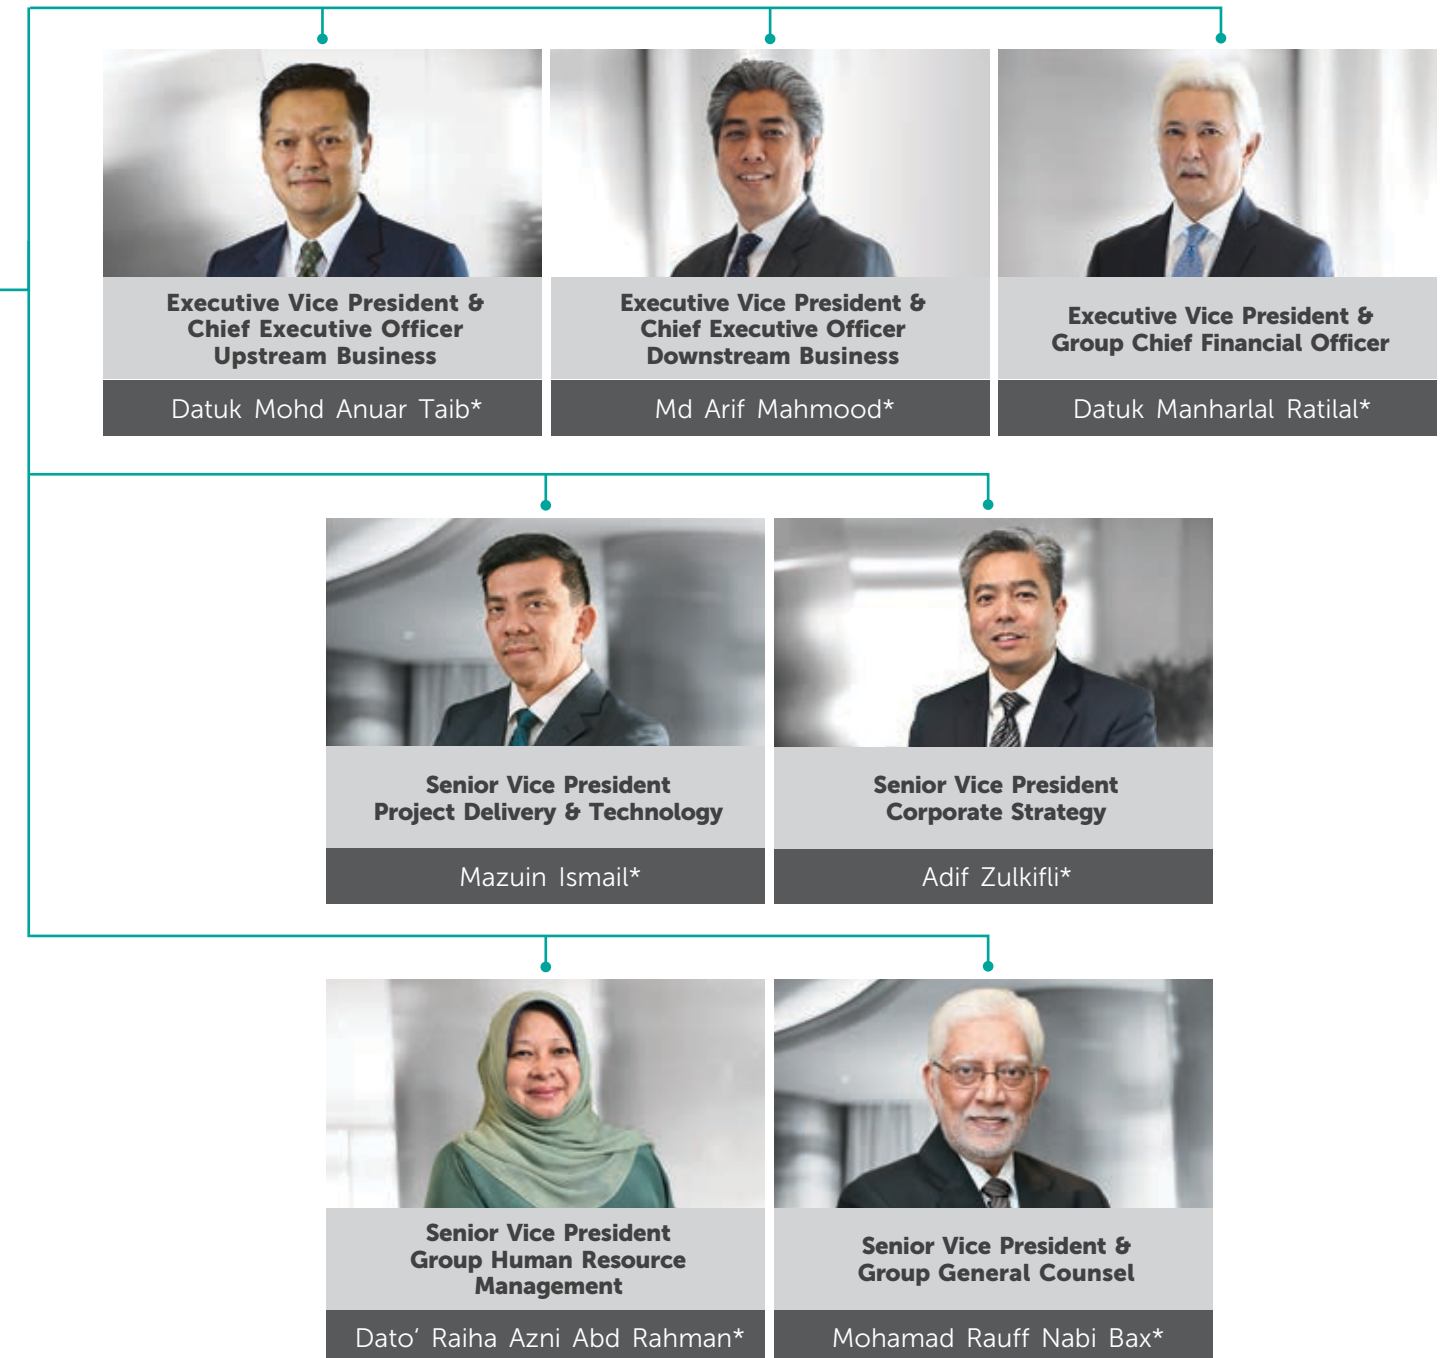 Executive Vice President &
Chief Executive Officer
Upstream Business
Datuk Mohd Anuar Taib*
Executive Vice President &
Chief Executive Officer
Downstream Business
Md Arif Mahmood*
Executive Vice President &
Group Chief Financial Officer
Datuk Manharlal Ratilal*
Senior Vice President
Project Delivery & Technology
Mazuin Ismail*
Senior Vice President
Corporate Strategy
Adif Zulkifli*
Senior Vice President
Group Human Resource
Management
Dato’ Raiha Azni Abd Rahman*
Senior Vice President &
Group General Counsel
Mohamad Rauff Nabi Bax*